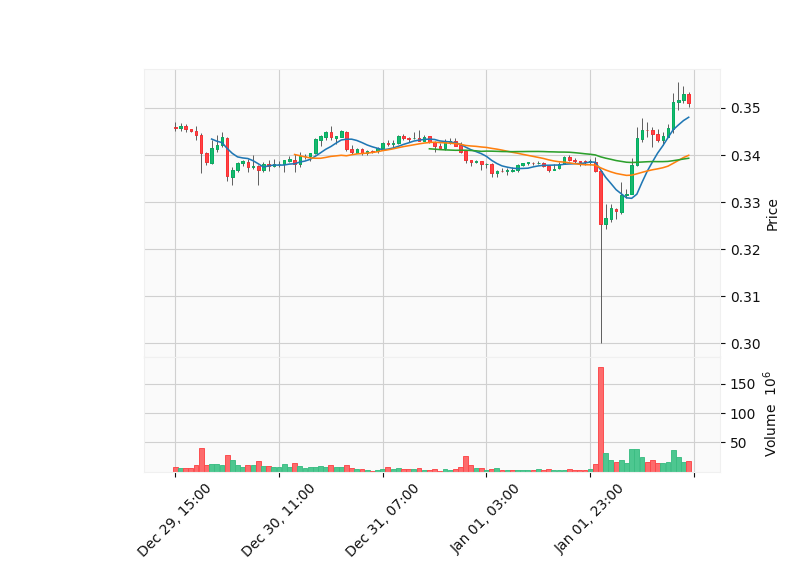 0.35
0.34
0.33
0.32
0.31
0.30
Price
150
100
50
Volume 10^6
Dec 29, 15:00
Dec 30, 11:00
Dec 31, 07:00
Jan 01, 03:00
Jan 01, 23:00